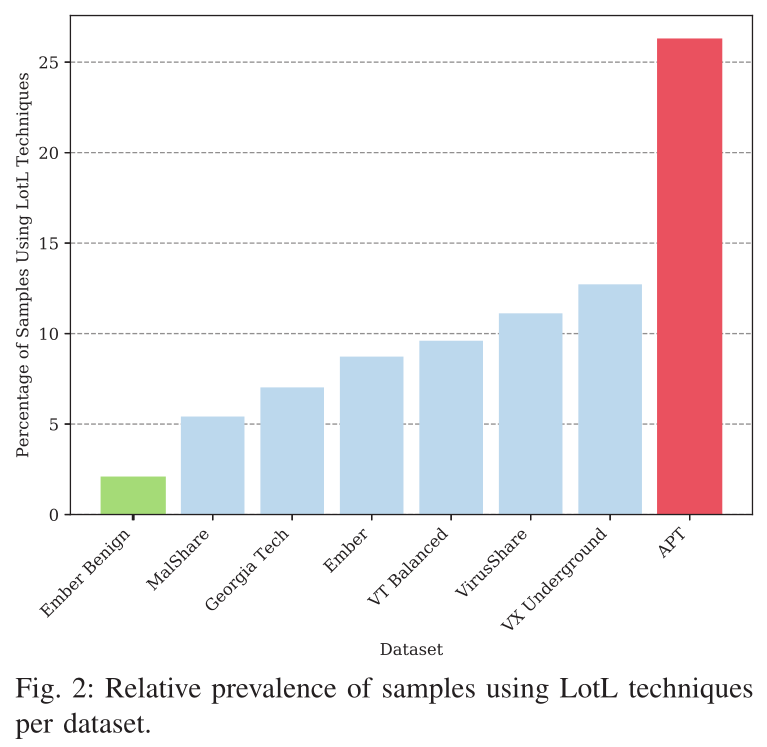 Percentage of Samples Using LotL Techniques
25
20
15
10
5
0
Ember Benign
MalShare
Georgia Tech
Ember
VT Balanced
VirusShare
VX Underground
APT
Dataset
Fig. 2: Relative prevalence of samples using LotL techniques
per dataset.